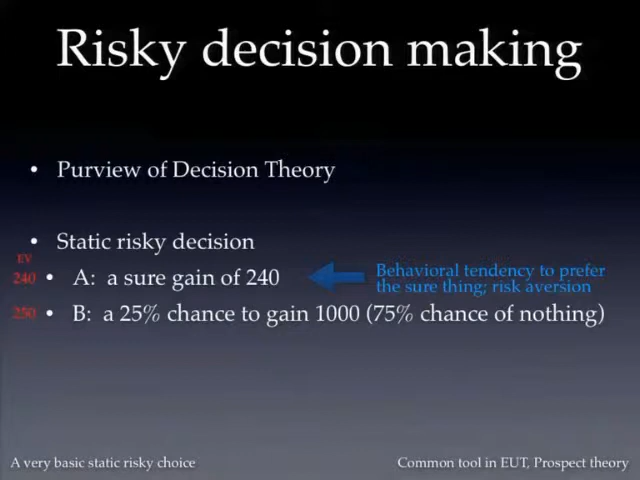 Risky decision making
• Purview of Decision Theory
• Static risky decision
EV
240 • A: a sure gain of 240
Behavioral tendency to prefer
the sure thing; risk aversion
250 • B: a 25% chance to gain 1000 (75% chance of nothing)
A very basic static risky choice
Common tool in EUT, Prospect theory